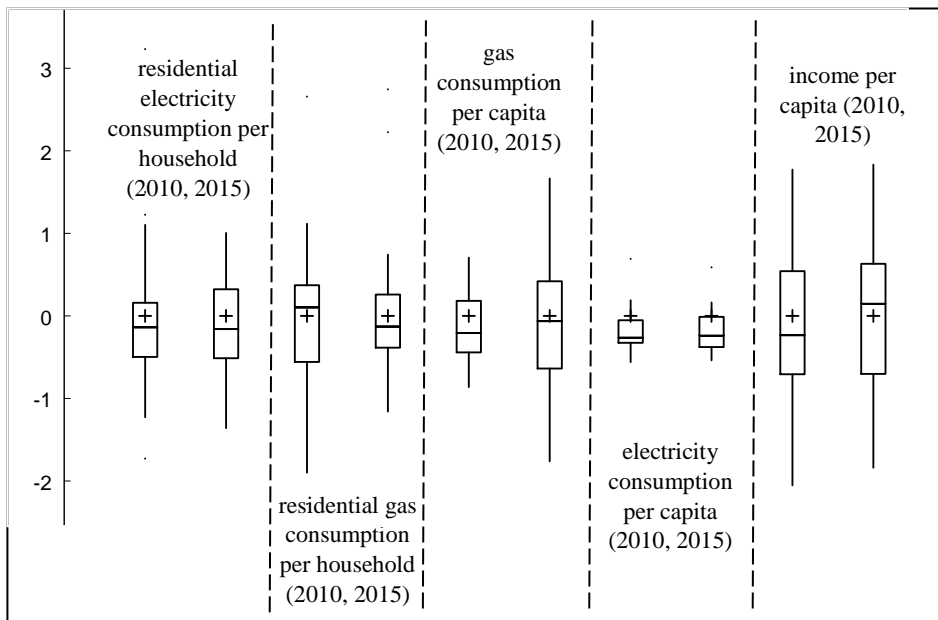 3
2
1
0
-1
-2
residential
electricity
consumption per
household
(2010, 2015)
residential gas
consumption
per household
(2010, 2015)
gas
consumption
per capita
(2010, 2015)
electricity
consumption
per capita
(2010, 2015)
income per
capita (2010,
2015)